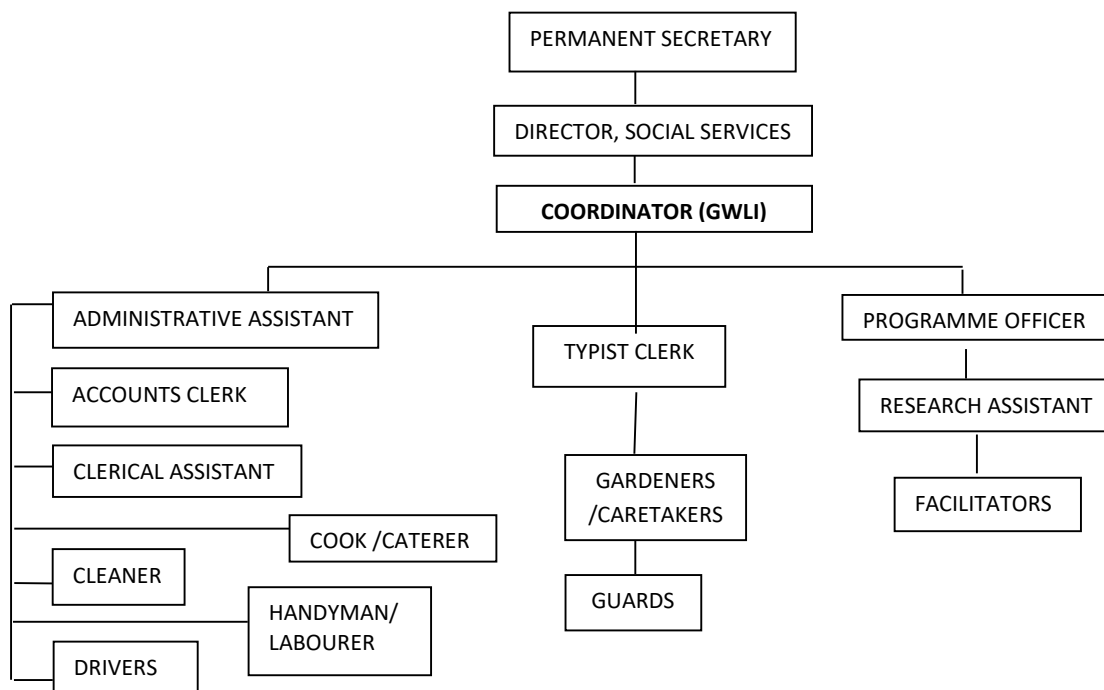 PERMANENT SECRETARY
DIRECTOR, SOCIAL SERVICES
COORDINATOR (GWLI)
ADMINISTRATIVE ASSISTANT
TYPIST CLERK
PROGRAMME OFFICER
ACCOUNTS CLERK
RESEARCH ASSISTANT
CLERICAL ASSISTANT
GARDENERS
/CARETAKERS
FACILITATORS
COOK /CATERER
CLEANER
GUARDS
HANDYMAN/
LABOURER
DRIVERS